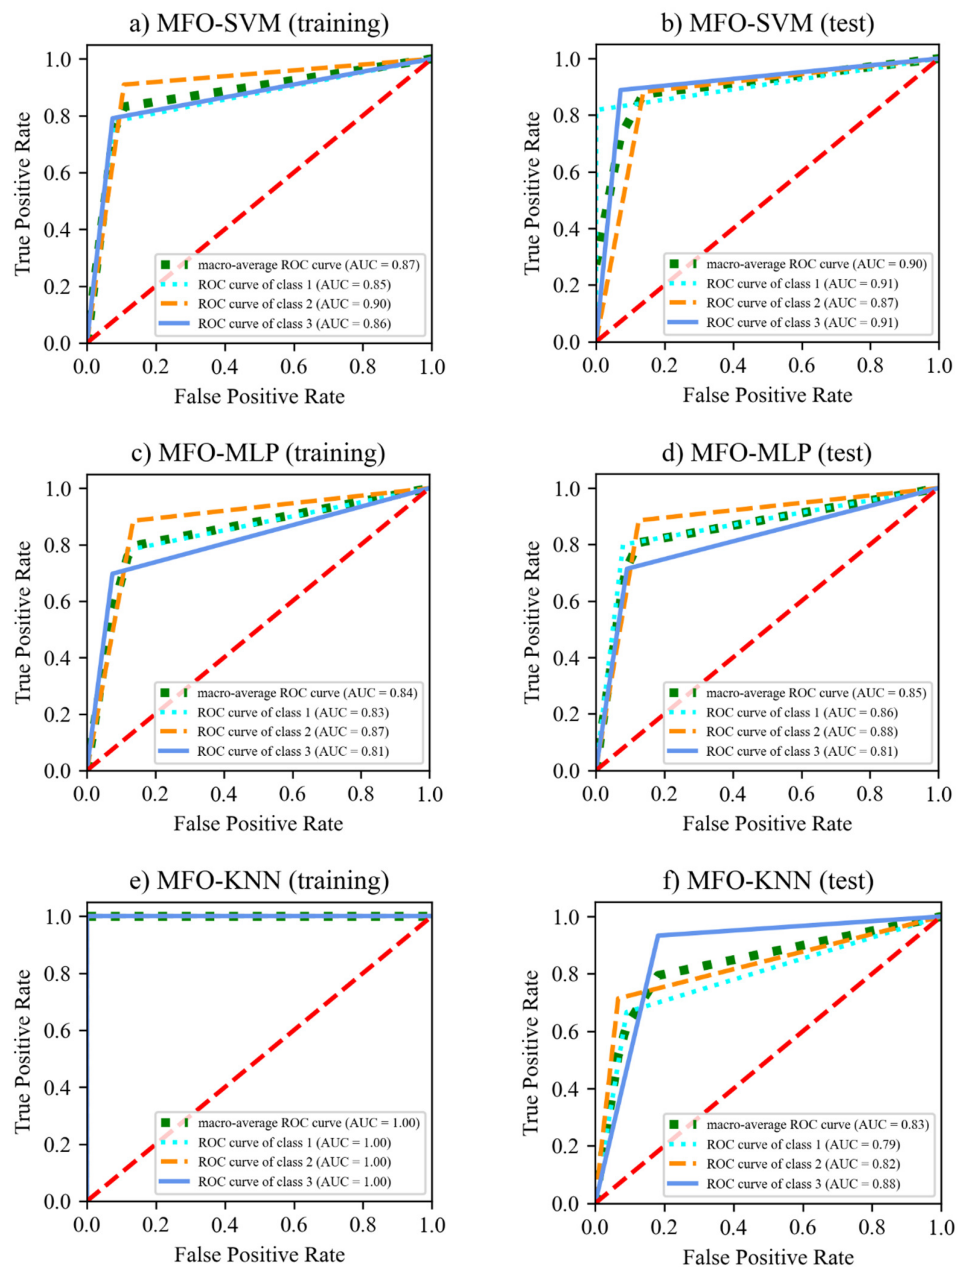 a) MFO-SVM (training)
True Positive Rate
1.0
0.8
0.6
0.4
0.2
0.0
macro-average ROC curve (AUC = 0.87)
ROC curve of class 1 (AUC = 0.85)
ROC curve of class 2 (AUC = 0.90)
ROC curve of class 3 (AUC = 0.86)
0.0 0.2 0.4 0.6 0.8 1.0
False Positive Rate
b) MFO-SVM (test)
True Positive Rate
1.0
0.8
0.6
0.4
0.2
0.0
macro-average ROC curve (AUC = 0.90)
ROC curve of class 1 (AUC = 0.91)
ROC curve of class 2 (AUC = 0.87)
ROC curve of class 3 (AUC = 0.91)
0.0 0.2 0.4 0.6 0.8 1.0
False Positive Rate
c) MFO-MLP (training)
True Positive Rate
1.0
0.8
0.6
0.4
0.2
0.0
macro-average ROC curve (AUC = 0.84)
ROC curve of class 1 (AUC = 0.83)
ROC curve of class 2 (AUC = 0.87)
ROC curve of class 3 (AUC = 0.81)
0.0 0.2 0.4 0.6 0.8 1.0
False Positive Rate
d) MFO-MLP (test)
True Positive Rate
1.0
0.8
0.6
0.4
0.2
0.0
macro-average ROC curve (AUC = 0.85)
ROC curve of class 1 (AUC = 0.86)
ROC curve of class 2 (AUC = 0.88)
ROC curve of class 3 (AUC = 0.81)
0.0 0.2 0.4 0.6 0.8 1.0
False Positive Rate
e) MFO-KNN (training)
True Positive Rate
1.0
0.8
0.6
0.4
0.2
0.0
macro-average ROC curve (AUC = 1.00)
ROC curve of class 1 (AUC = 1.00)
ROC curve of class 2 (AUC = 1.00)
ROC curve of class 3 (AUC = 1.00)
0.0 0.2 0.4 0.6 0.8 1.0
False Positive Rate
f) MFO-KNN (test)
True Positive Rate
1.0
0.8
0.6
0.4
0.2
0.0
macro-average ROC curve (AUC = 0.83)
ROC curve of class 1 (AUC = 0.79)
ROC curve of class 2 (AUC = 0.82)
ROC curve of class 3 (AUC = 0.88)
0.0 0.2 0.4 0.6 0.8 1.0
False Positive Rate